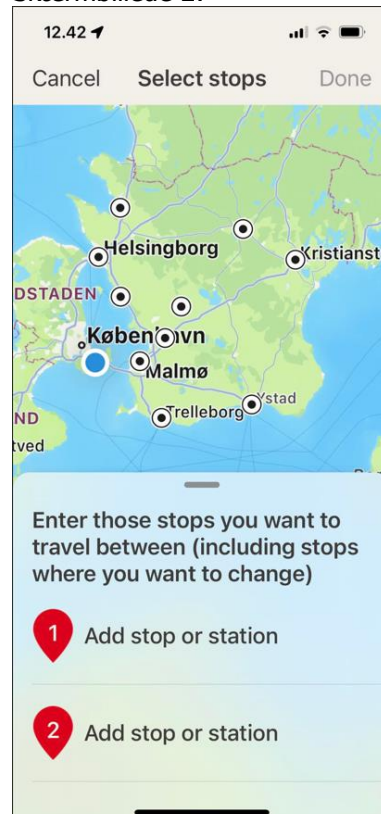 12.42
Cancel Select stops Done
Helsingborg
Kristianst
DSTADEN
København
Malmø
Trelleborg
Ystad
ND
tved
Enter those stops you want to
travel between (including stops
where you want to change)
1 Add stop or station
2 Add stop or station